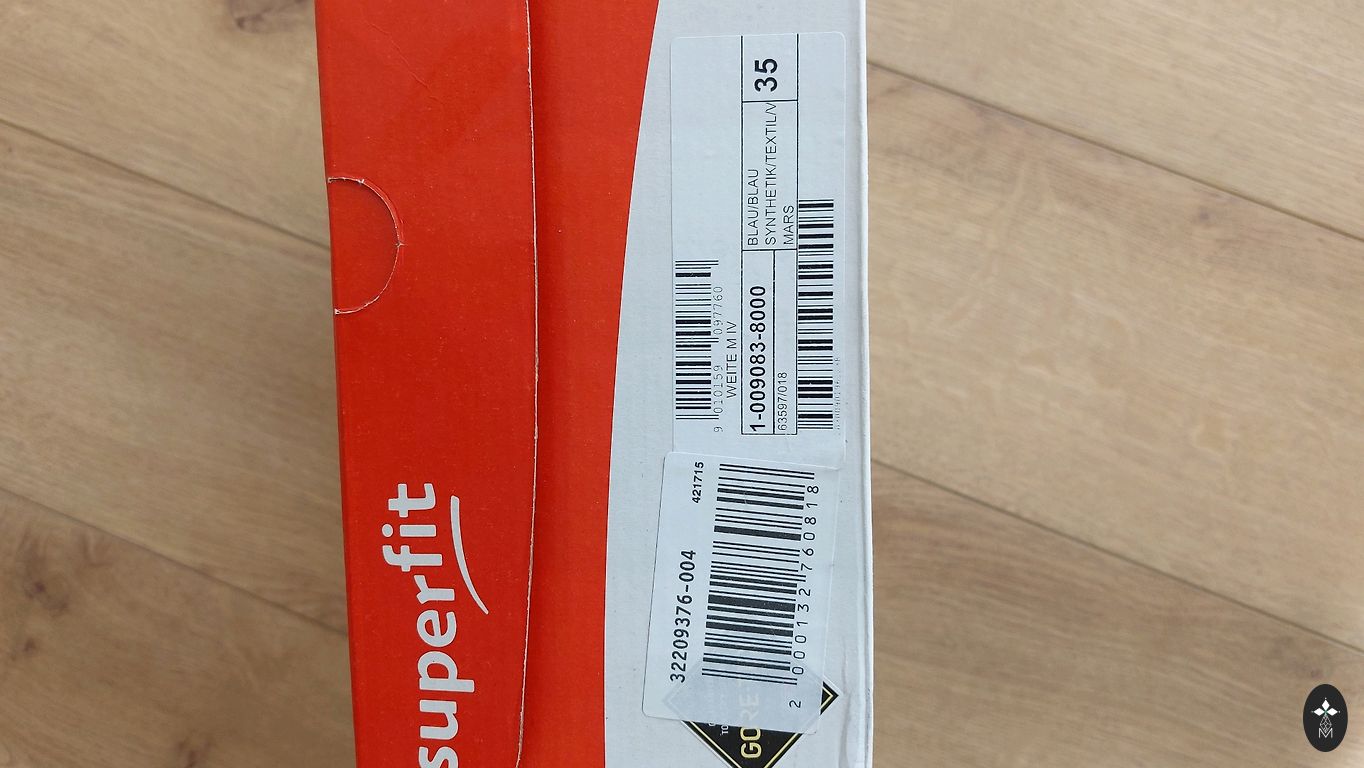 superfit
9 010159 097760
WEITE M IV
1-009083-8000
63597/018
BLAU/BLAU
SYNTHETIK/TEXTIL/V
MARS
35
32209376-004
421715
2 000132 760818
GORE
M